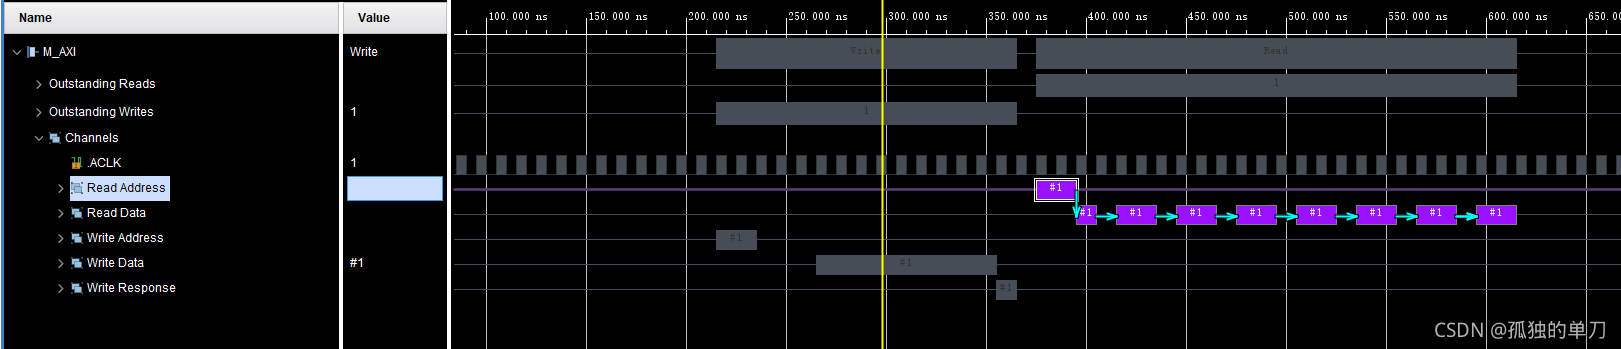 Name Value 100.000 ns 150.000 ns 200.000 ns 250.000 ns 300.000 ns 350.000 ns 400.000 ns 450.000 ns 500.000 ns 550.000 ns 600.000 ns 650.0
M_AXI Write Write Read
Outstanding Reads 1
Outstanding Writes 1 1
Channels
.ACLK 1
Read Address #1
Read Data #1 #1 #1 #1 #1 #1 #1 #1
Write Address #1
Write Data #1 #1
Write Response #1
CSDN @孤独的单刀